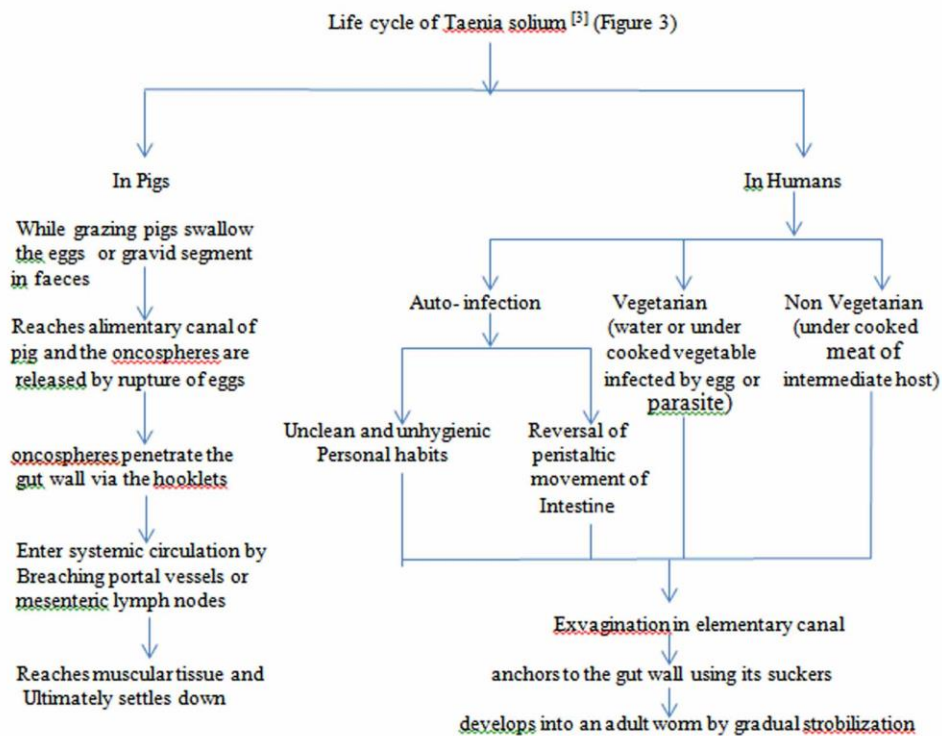 Life cycle of Taenia solium [3] (Figure 3)
In Pigs
While grazing pigs swallow
the eggs or gravid segment
in faeces
Reaches alimentary canal of
pig and the oncospheres are
released by rupture of eggs
oncospheres penetrate the
gut wall via the hooklets
Enter systemic circulation by
Breaching portal vessels or
mesenteric lymph nodes
Reaches muscular tissue and
Ultimately settles down
In Humans
Auto- infection
Unclean and unhygienic
Personal habits
Reversal of
peristaltic
movement of
Intestine
Vegetarian
(water or under
cooked vegetable
infected by egg or
parasite)
Non Vegetarian
(under cooked
meat of
intermediate host)
Exvagination in elementary canal
anchors to the gut wall using its suckers
develops into an adult worm by gradual strobilization